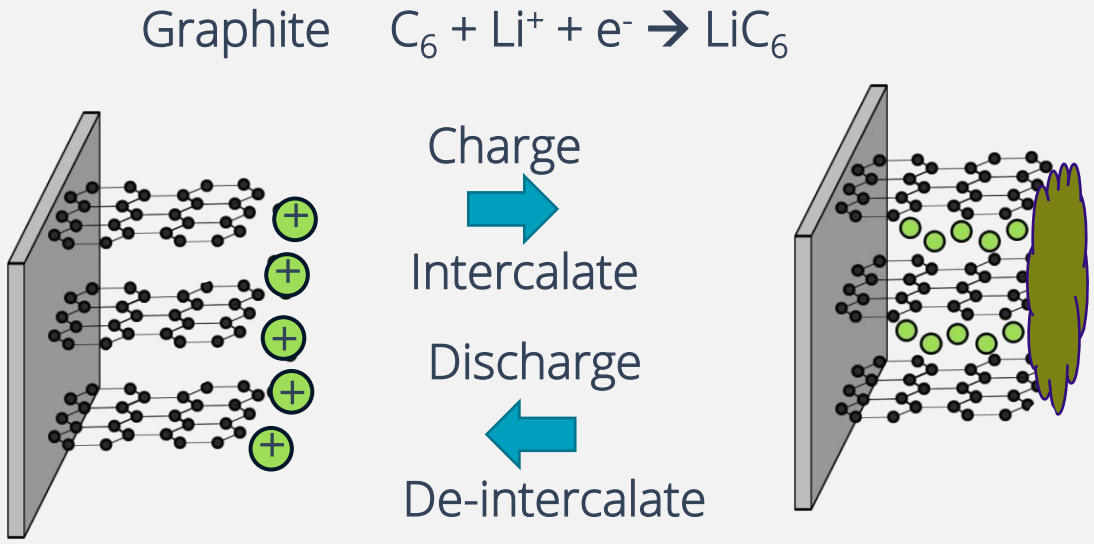 Graphite C₆ + Li⁺ + e⁻ → LiC₆
Charge
Intercalate
Discharge
De-intercalate
+
+
+
+
+